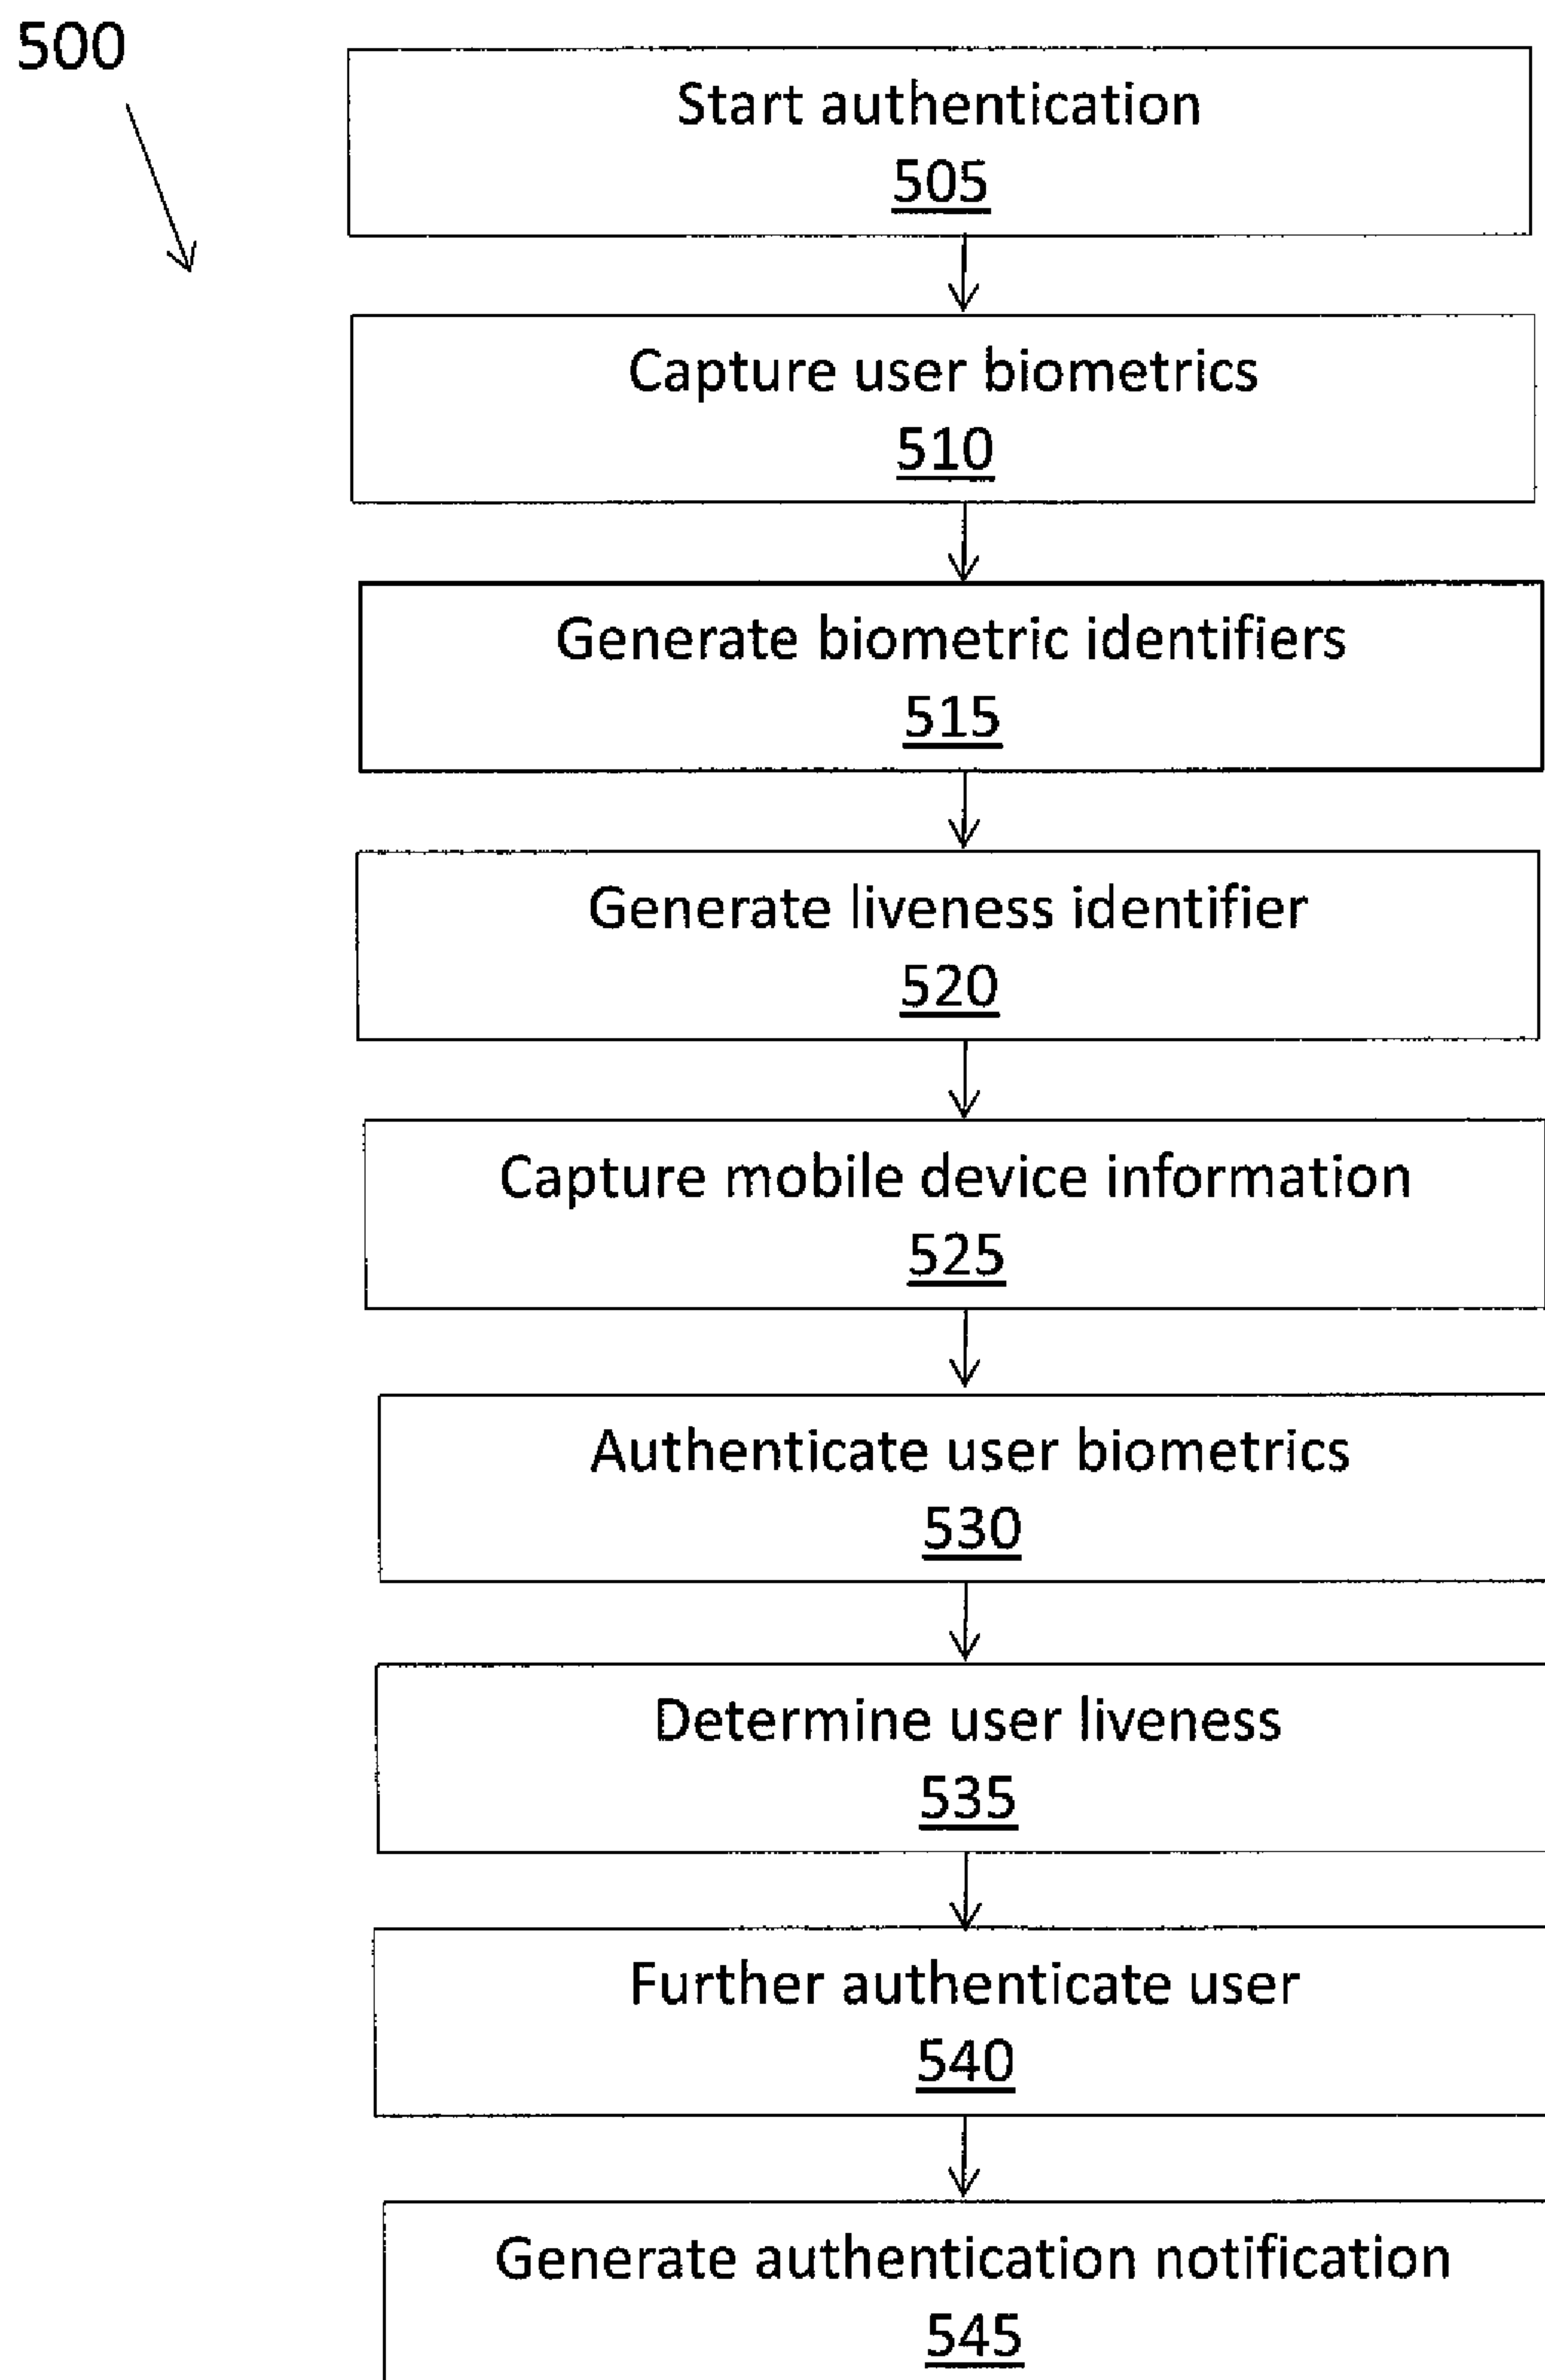 500
Start authentication
505
Capture user biometrics
510
Generate biometric identifiers
515
Generate liveness identifier
520
Capture mobile device information
525
Authenticate user biometrics
530
Determine user liveness
535
Further authenticate user
540
Generate authentication notification
545